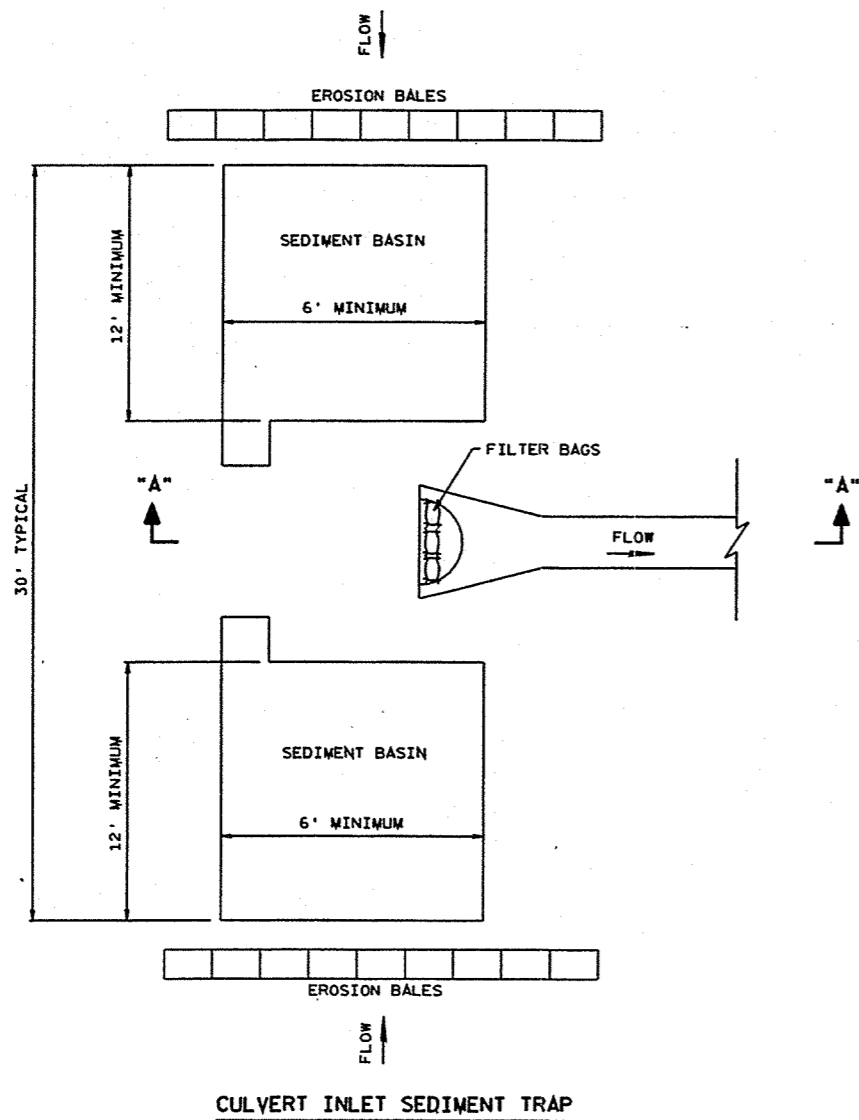 FLOW
EROSION BALES
12' MINIMUM
SEDIMENT BASIN
6' MINIMUM
30' TYPICAL
"A"
FILTER BAGS
"A"
FLOW
12' MINIMUM
SEDIMENT BASIN
6' MINIMUM
EROSION BALES
FLOW
CULVERT INLET SEDIMENT TRAP